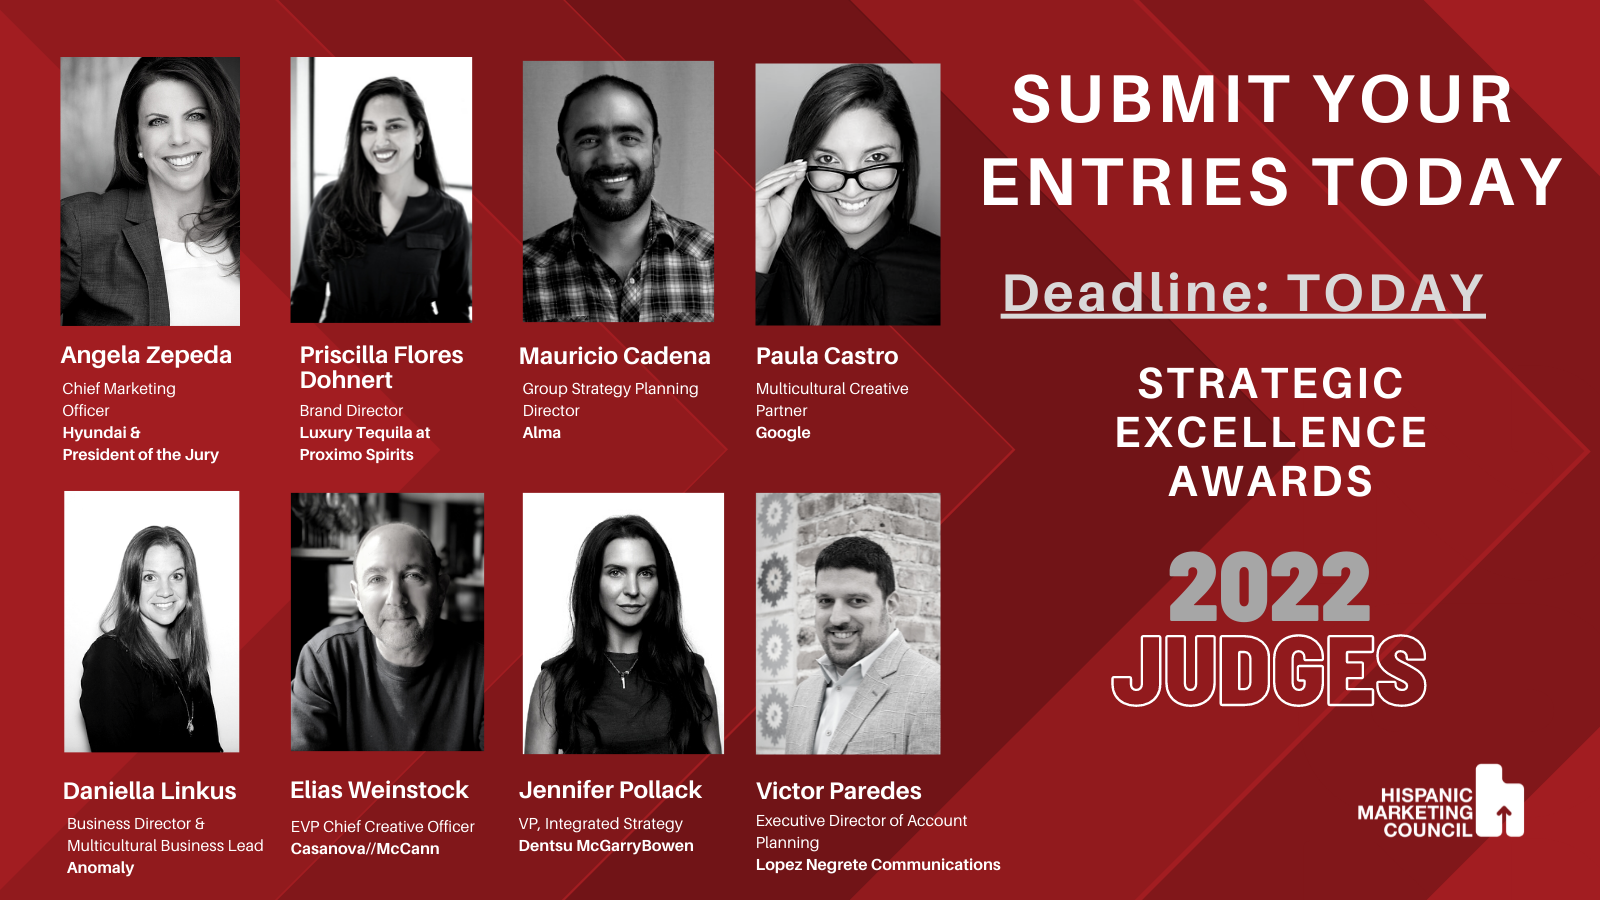 SUBMIT YOUR
ENTRIES TODAY
Deadline: TODAY
STRATEGIC
EXCELLENCE
AWARDS
2022
JUDGES
Angela Zepeda
Chief Marketing
Officer
Hyundai &
President of the Jury
Priscilla Flores
Dohnert
Brand Director
Luxury Tequila at
Proximo Spirits
Mauricio Cadena
Group Strategy Planning
Director
Alma
Paula Castro
Multicultural Creative
Partner
Google
Daniella Linkus
Business Director &
Multicultural Business Lead
Anomaly
Elias Weinstock
EVP Chief Creative Officer
Casanova//McCann
Jennifer Pollack
VP, Integrated Strategy
Dentsu McGarryBowen
Victor Paredes
Executive Director of Account
Planning
Lopez Negrete Communications
HISPANIC
MARKETING
COUNCIL